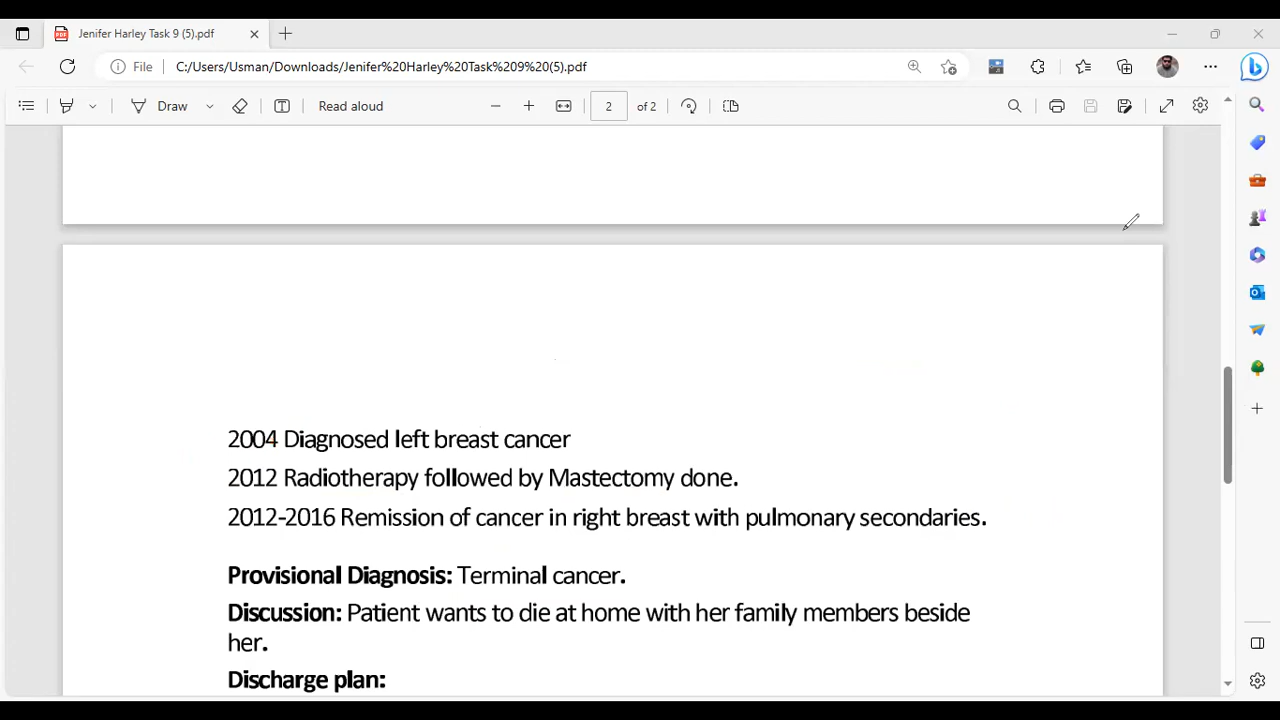 Jenifer Harley Task 9 (5).pdf
File C:/Users/Usman/Downloads/Jenifer%20Harley%20Task%209%20(5).pdf
Draw Read aloud 2 of 2
2004 Diagnosed left breast cancer
2012 Radiotherapy followed by Mastectomy done.
2012-2016 Remission of cancer in right breast with pulmonary secondaries.
Provisional Diagnosis: Terminal cancer.
Discussion: Patient wants to die at home with her family members beside
her.
Discharge plan: